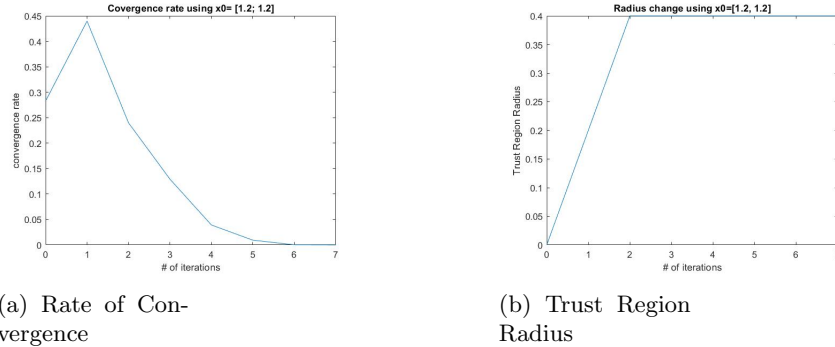 Covergence rate using x0= [1.2; 1.2]
0.45
0.4
0.35
0.3
0.25
0.2
0.15
0.1
0.05
0
convergence rate
0 1 2 3 4 5 6 7
# of iterations
(a) Rate of Con-
vergence
Radius change using x0=[1.2, 1.2]
0.4
0.35
0.3
0.25
0.2
0.15
0.1
0.05
0
Trust Region Radius
0 1 2 3 4 5 6
# of iterations
(b) Trust Region
Radius